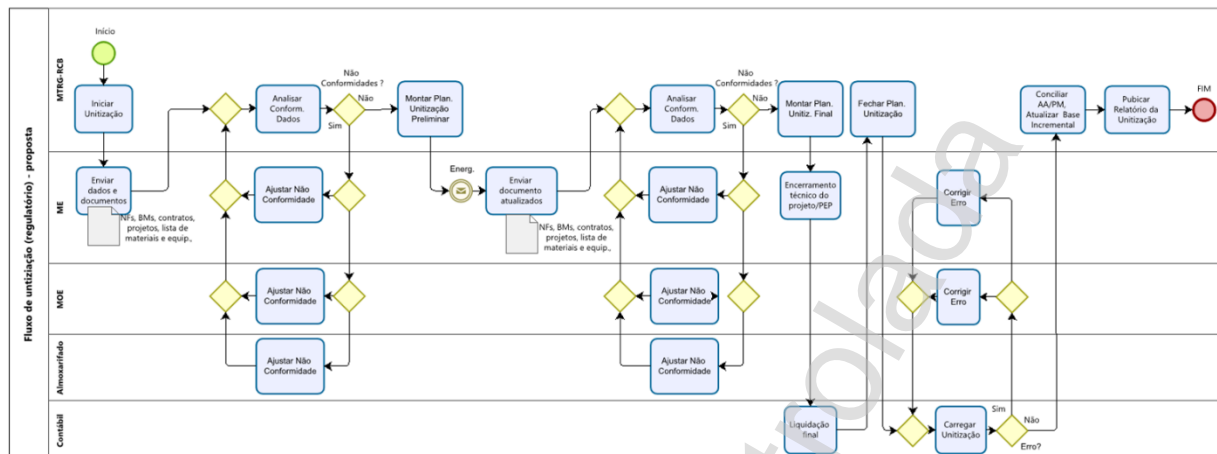 Fluxo de untiziação (regulatório) - proposta
MTRG-RCB
Início
Iniciar
Unitização
Analisar
Conform.
Dados
Não
Conformidades ?
Não
Sim
Montar Plan.
Unitização
Preliminar
Analisar
Conform.
Dados
Não
Conformidades ?
Não
Sim
Montar Plan.
Unitiz. Final
Fechar Plan.
Unitização
Conciliar
AA/PM,
Atualizar Base
Incremental
Pubicar
Relatório da
Unitização
FIM
ME
Enviar
dados e
documentos
NFs, BMs, contratos,
projetos, lista de
materiais e equip.,
Ajustar Não
Conformidade
Energ.
Enviar
documento
atualizados
NFs, BMs, contratos,
projetos, lista de
materiais e equip.,
Ajustar Não
Conformidade
Encerramento
técnico do
projeto/PEP
Corrigir
Erro
MOE
Ajustar Não
Conformidade
Ajustar Não
Conformidade
Corrigir
Erro
Almoxarifado
Ajustar Não
Conformidade
Ajustar Não
Conformidade
Contábil
Liquidação
final
Carregar
Unitização
Sim
Não
Erro?
trolada